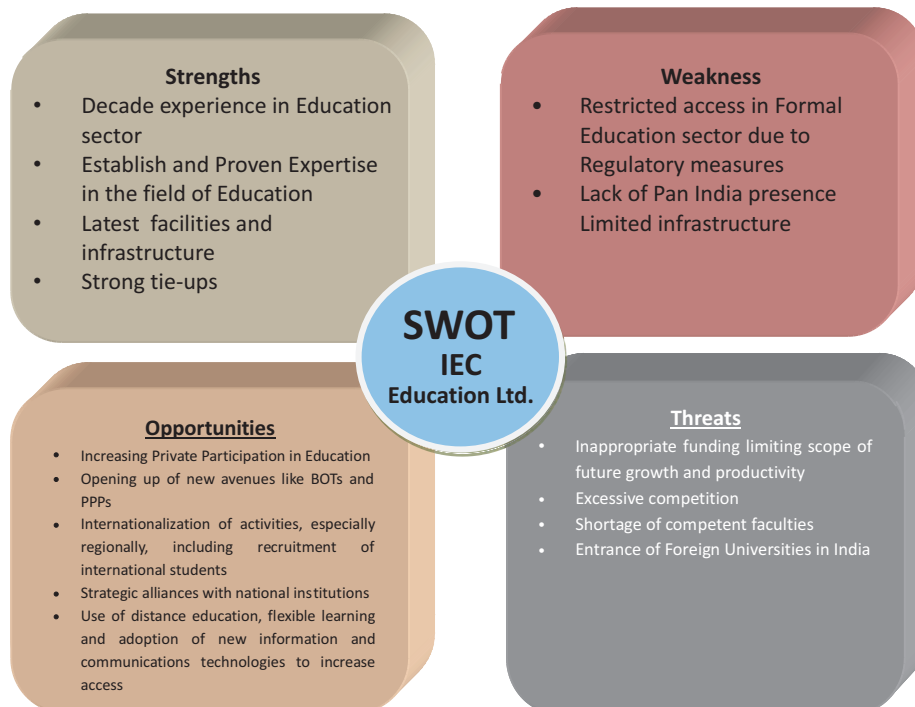 Strengths
• Decade experience in Education
sector
• Establish and Proven Expertise
in the field of Education
• Latest facilities and
infrastructure
• Strong tie-ups
Weakness
• Restricted access in Formal
Education sector due to
Regulatory measures
• Lack of Pan India presence
Limited infrastructure
SWOT
IEC
Education Ltd.
Opportunities
• Increasing Private Participation in Education
• Opening up of new avenues like BOTs and
PPPs
• Internationalization of activities, especially
regionally, including recruitment of
international students
• Strategic alliances with national institutions
• Use of distance education, flexible learning
and adoption of new information and
communications technologies to increase
access
Threats
• Inappropriate funding limiting scope of
future growth and productivity
• Excessive competition
• Shortage of competent faculties
• Entrance of Foreign Universities in India